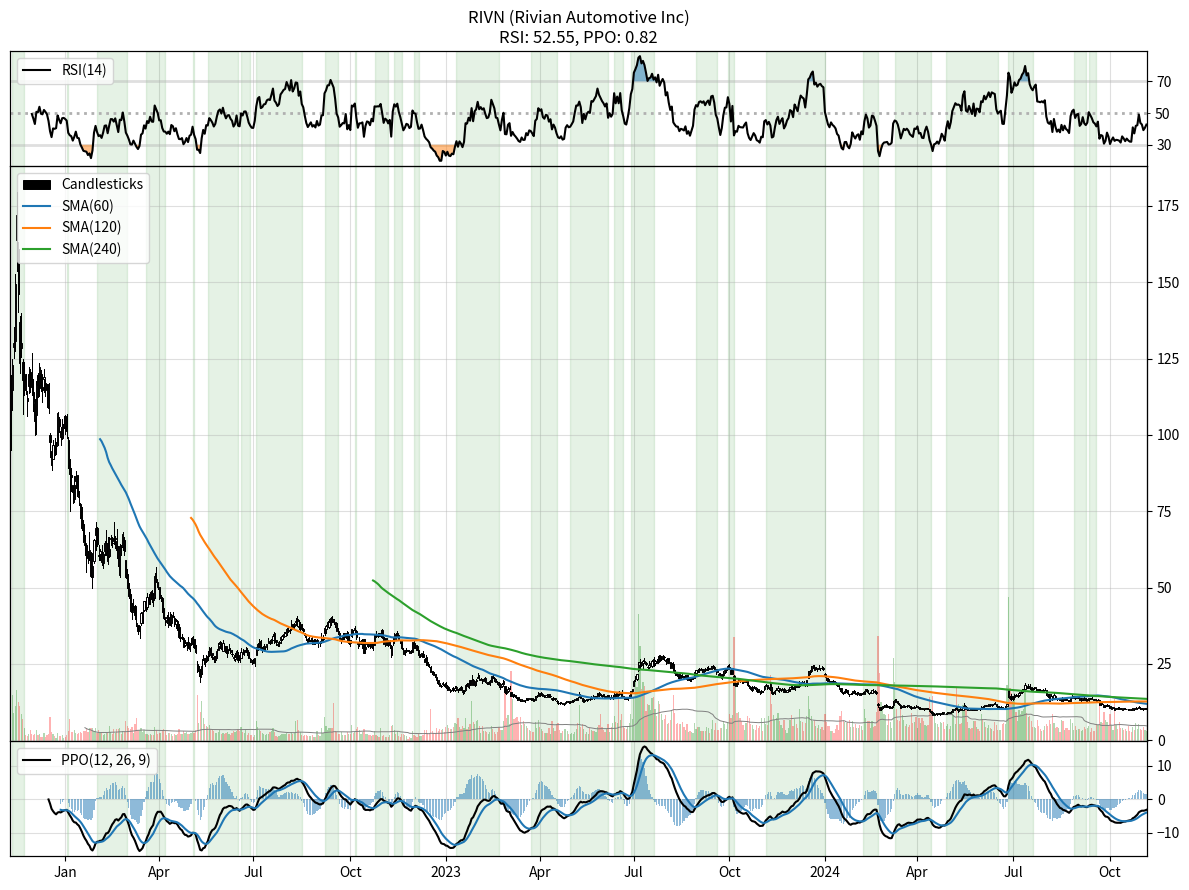 RIVN (Rivian Automotive Inc)
RSI: 52.55, PPO: 0.82
RSI(14)
70
50
30
Candlesticks
SMA(60)
SMA(120)
SMA(240)
175
150
125
100
75
50
25
0
PPO(12, 26, 9)
10
0
−10
Jan Apr Jul Oct 2023 Apr Jul Oct 2024 Apr Jul Oct